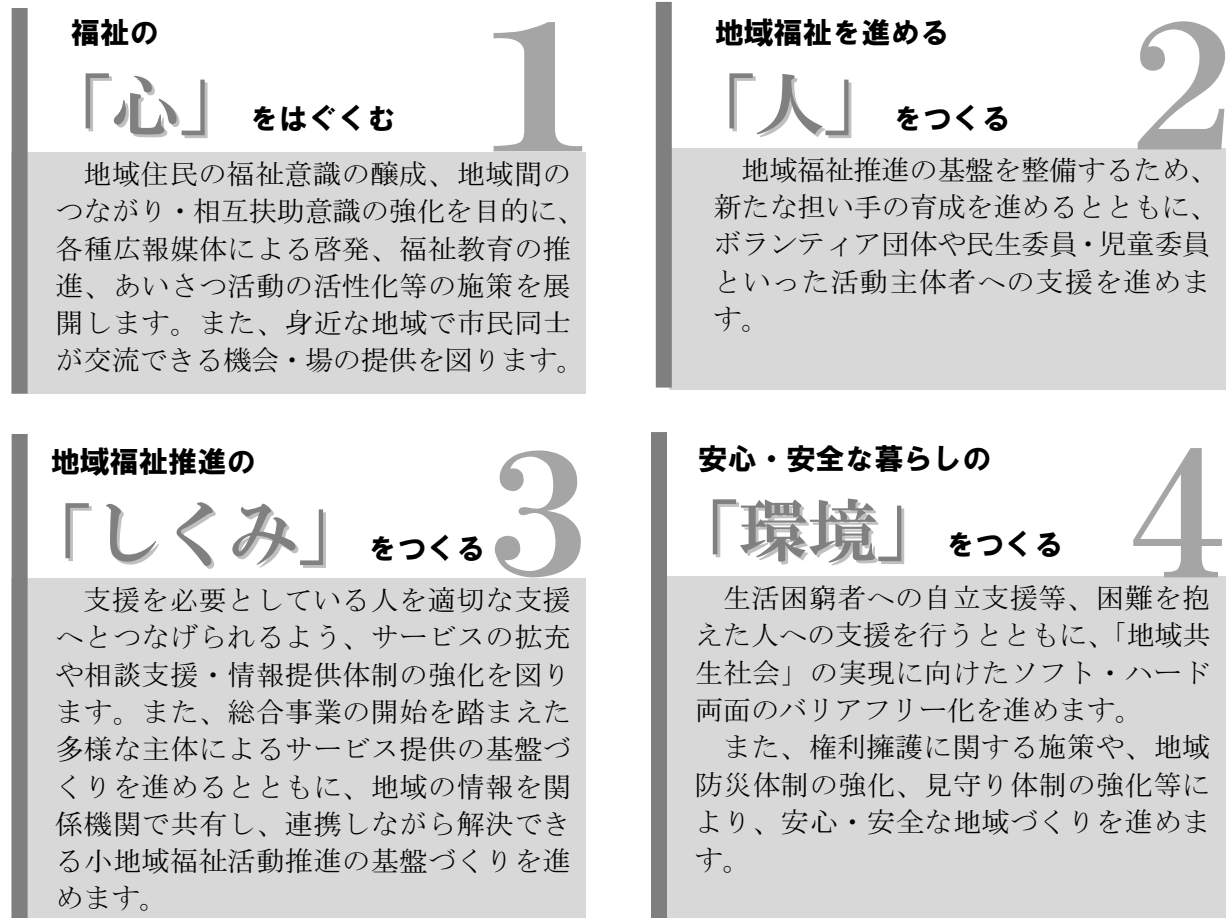 福祉の
1
「心」をはぐくむ
地域住民の福祉意識の醸成、地域間の
つながり・相互扶助意識の強化を目的に、
各種広報媒体による啓発、福祉教育の推
進、あいさつ活動の活性化等の施策を展
開します。また、身近な地域で市民同士
が交流できる機会・場の提供を図ります。
地域福祉を進める
2
「人」をつくる
地域福祉推進の基盤を整備するため、
新たな担い手の育成を進めるとともに、
ボランティア団体や民生委員・児童委員
といった活動主体者への支援を進めま
す。
地域福祉推進の
3
「しくみ」をつくる
支援を必要としている人を適切な支援
へとつなげられるよう、サービスの拡充
や相談支援・情報提供体制の強化を図り
ます。また、総合事業の開始を踏まえた
多様な主体によるサービス提供の基盤づ
くりを進めるとともに、地域の情報を関
係機関で共有し、連携しながら解決でき
る小地域福祉活動推進の基盤づくりを進
めます。
安心・安全な暮らしの
4
「環境」をつくる
生活困窮者への自立支援等、困難を抱
えた人への支援を行うとともに、「地域共
生社会」の実現に向けたソフト・ハード
両面のバリアフリー化を進めます。
また、権利擁護に関する施策や、地域
防災体制の強化、見守り体制の強化等に
より、安心・安全な地域づくりを進めま
す。